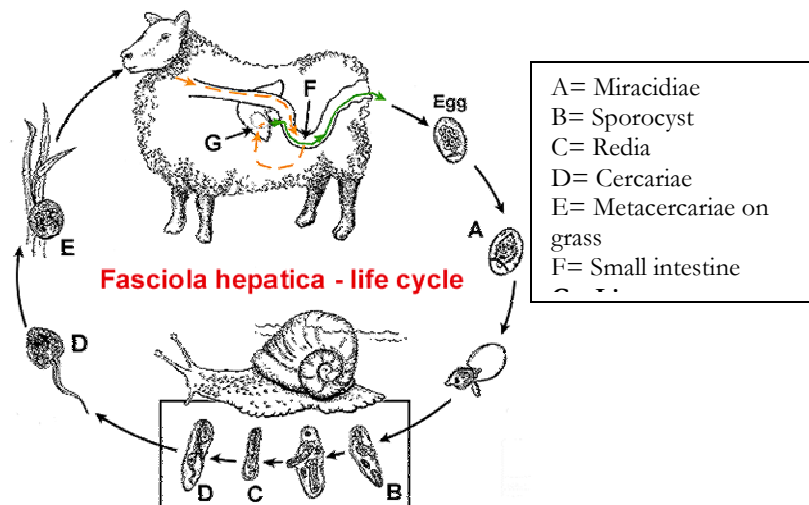 F
Egg
G
A
E
Fasciola hepatica - life cycle
D
D
C
B
A= Miracidiae
B= Sporocyst
C= Redia
D= Cercariae
E= Metacercariae on
grass
F= Small intestine